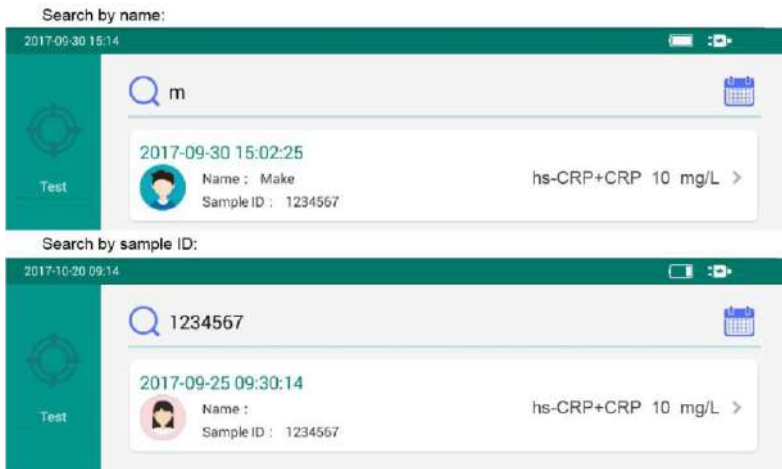 Search by name:
2017-09-30 15:14
m
2017-09-30 15:02:25
Name : Make
hs-CRP+CRP 10 mg/L >
Test
Sample ID : 1234567
Search by sample ID:
2017-10-20 09:14
1234567
2017-09-25 09:30:14
Name :
hs-CRP+CRP 10 mg/L >
Test
Sample ID : 1234567